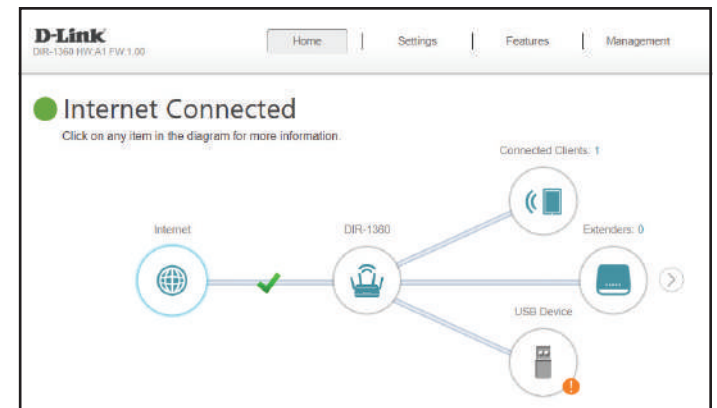 D-Link
DIR-1360 HW:A1 FW:1.00
Home | Settings | Features | Management
Internet Connected
Click on any item in the diagram for more information.
Connected Clients: 1
Internet
DIR-1360
Extenders: 0
USB Device